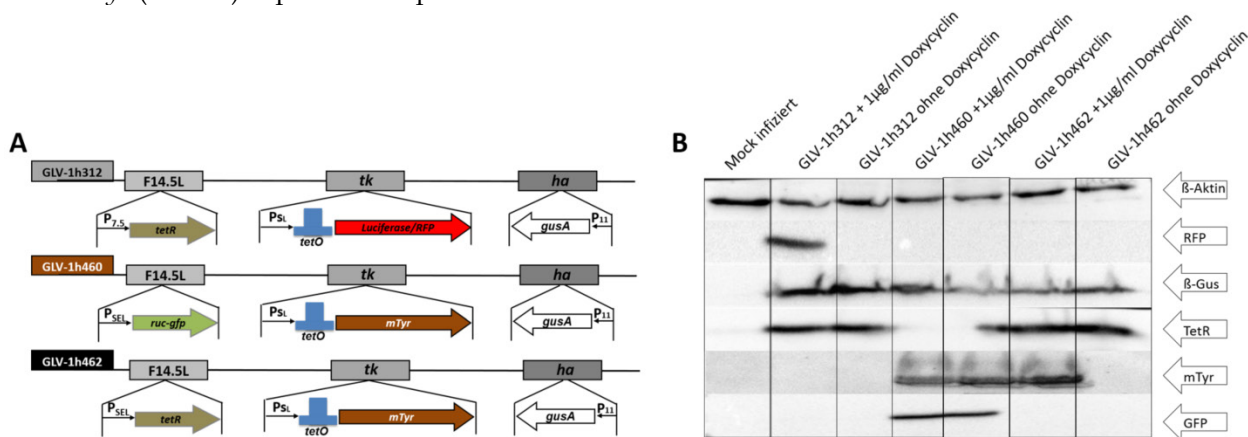 A
GLV-1h312
F14.5L
tk
ha
P7.5
tetR
PsL
tetO
Luciferase/RFP
gusA
P11
GLV-1h460
F14.5L
tk
ha
PSEL
ruc-gfp
PsL
tetO
mTyr
gusA
P11
GLV-1h462
F14.5L
tk
ha
PSEL
tetR
PsL
tetO
mTyr
gusA
P11
B
Mock infiziert
GLV-1h312 + 1µg/ml Doxycyclin
GLV-1h312 ohne Doxycyclin
GLV-1h460 +1µg/ml Doxycyclin
GLV-1h460 ohne Doxycyclin
GLV-1h462 +1µg/ml Doxycyclin
GLV-1h462 ohne Doxycyclin
ß-Aktin
RFP
ß-Gus
TetR
mTyr
GFP